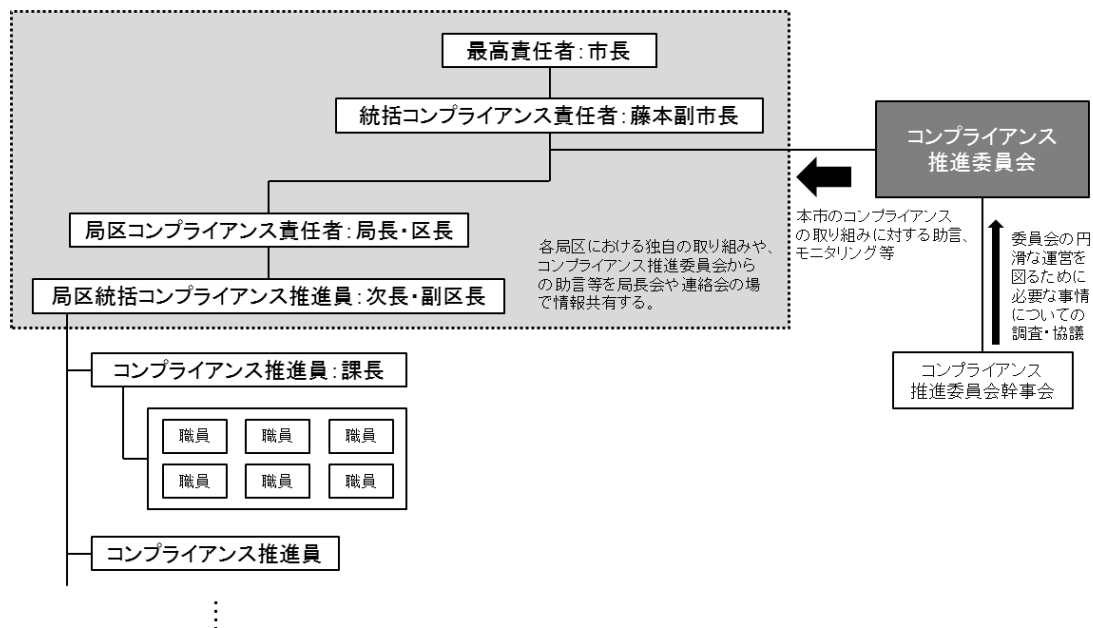 最高責任者：市長
統括コンプライアンス責任者：藤本副市長
コンプライアンス
推進委員会
局区コンプライアンス責任者：局長・区長
各局区における独自の取り組みや、
コンプライアンス推進委員会から
の助言等を局長会や連絡会の場
で情報共有する。
本市のコンプライアンス
の取り組みに対する助言、
モニタリング等
委員会の円
滑な運営を
図るために
必要な事情
についての
調査・協議
局区統括コンプライアンス推進員：次長・副区長
コンプライアンス推進員：課長
コンプライアンス
推進委員会幹事会
職員 職員 職員
職員 職員 職員
コンプライアンス推進員